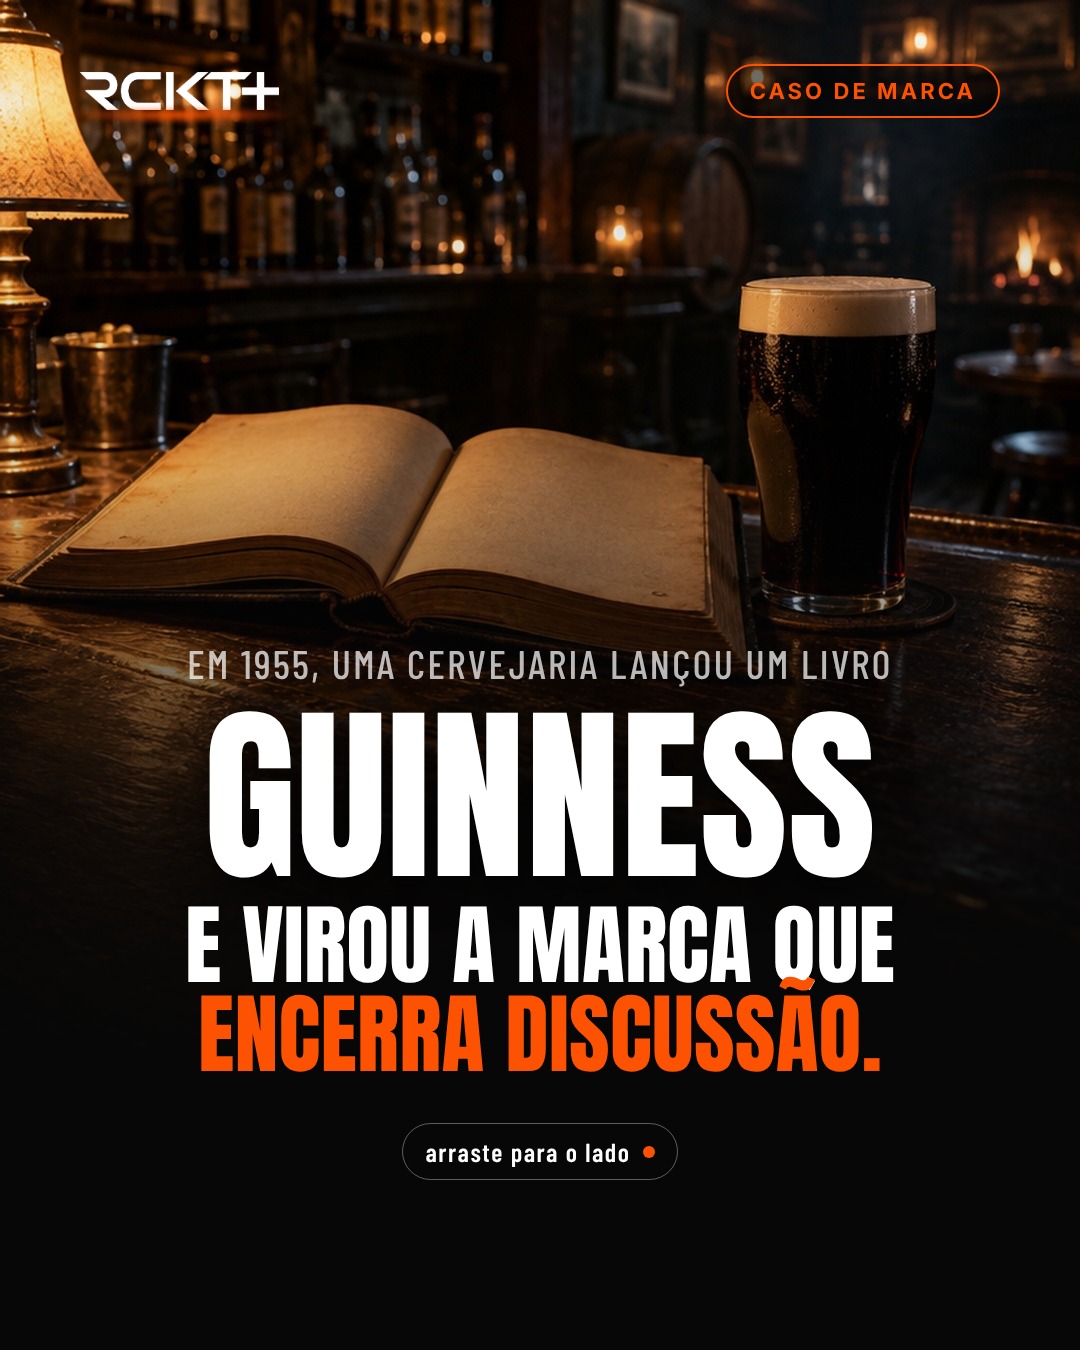 RCKT+
CASO DE MARCA
EM 1955, UMA CERVEJARIA LANÇOU UM LIVRO
GUINNESS
E VIROU A MARCA QUE
ENCERRA DISCUSSÃO.
arraste para o lado